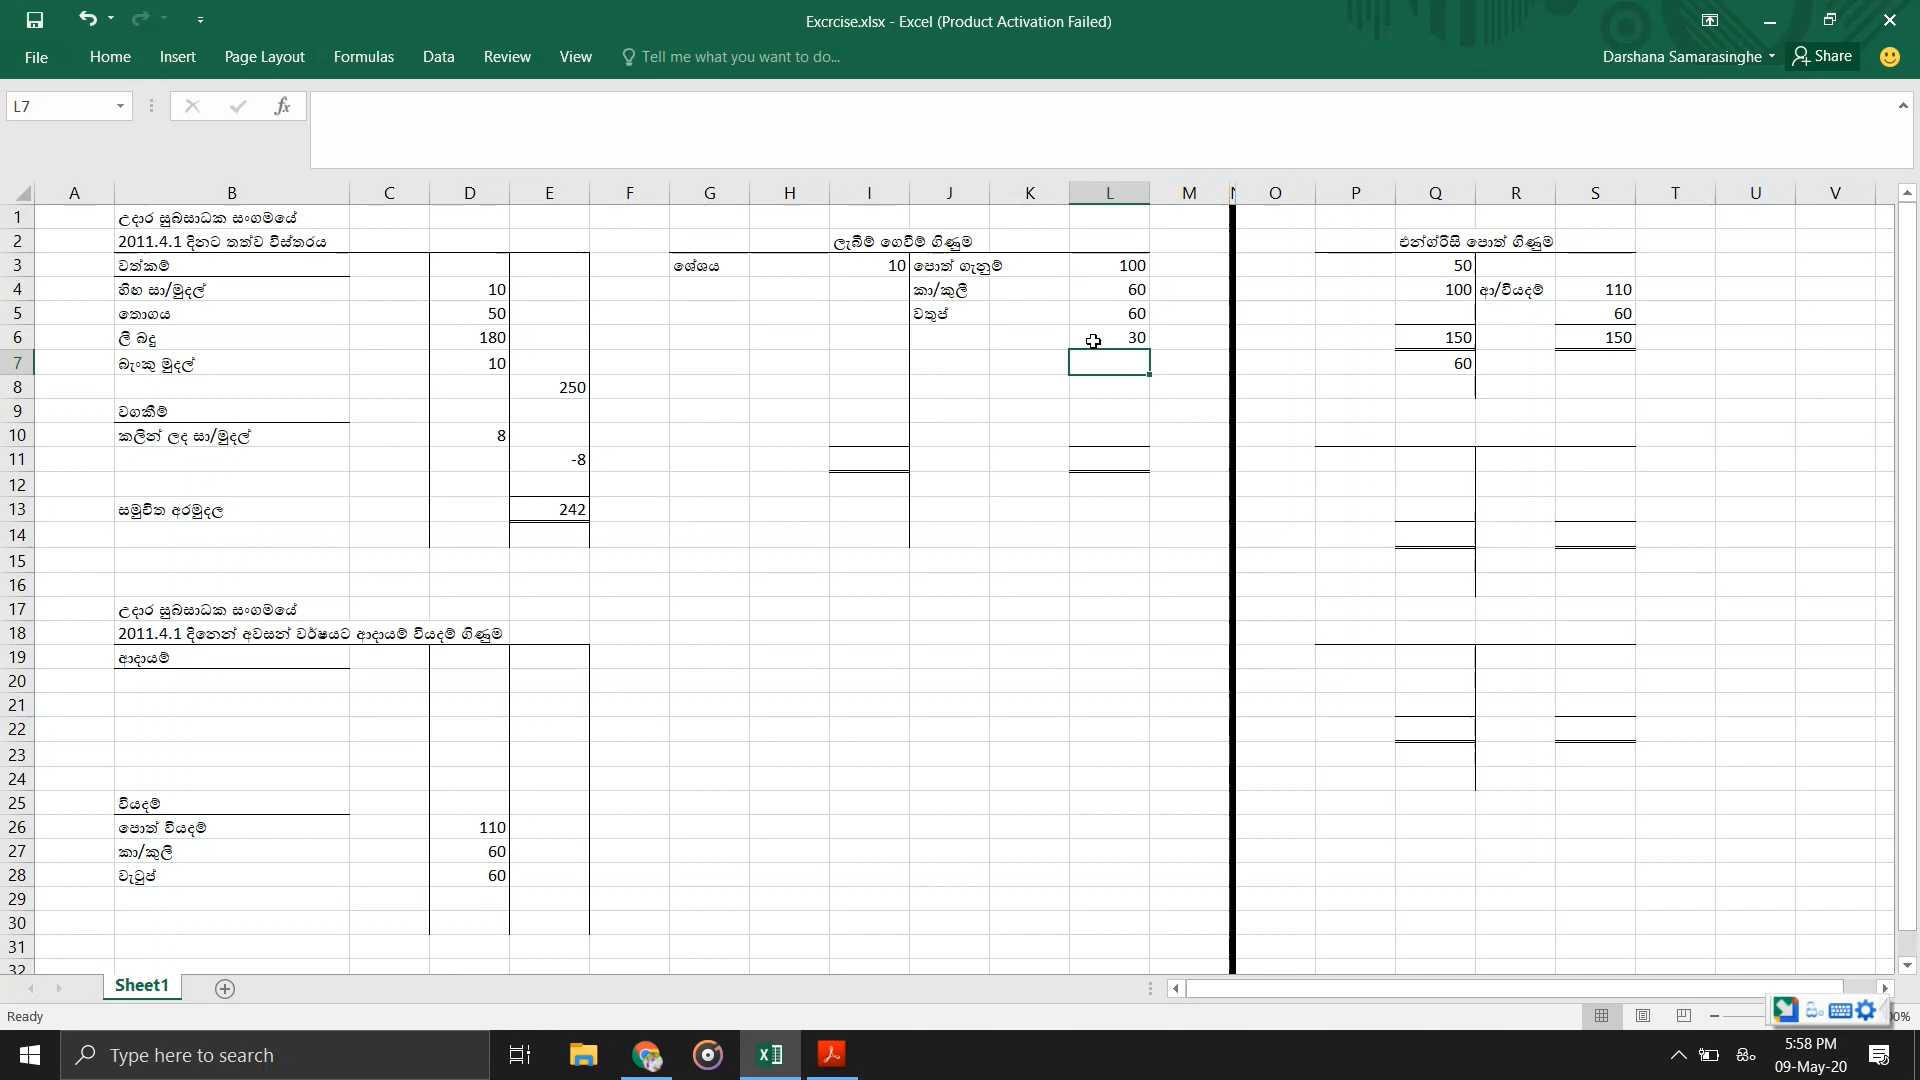 Excrcise.xlsx - Excel (Product Activation Failed)
File Home Insert Page Layout Formulas Data Review View Tell me what you want to do...
Darshana Samarasinghe Share
L7 fx
A B C D E F G H I J K L M N O P Q R S T U V
1 උදාර සුබසාධක සංගමයේ
2 2011.4.1 දිනට තත්ව විස්තරය ලැබීම් ගෙවීම් ගිණුම එන්ග්රීසි පොත් ගිණුම
3 වත්කම් ශේශය 10 පොත් ගැනුම් 100 50
4 හිඟ සා/මුදල් 10 කා/කුලී 60 100 ආ/වියදම් 110
5 තොගය 50 වතුප් 60 60
6 ලී බඩු 180 30 150 150
7 බැංකු මුදල් 10 60
8 250
9 වගකීම්
10 කලින් ලද සා/මුදල් 8
11 -8
12
13 සමුචිත අරමුදල 242
14
15
16
17 උදාර සුබසාධක සංගමයේ
18 2011.4.1 දිනෙන් අවසන් වර්ෂයට ආදායම් වියදම් ගිණුම
19 ආදායම්
20
21
22
23
24
25 වියදම්
26 පොත් වියදම් 110
27 කා/කුලී 60
28 වැටුප් 60
29
30
31
32
Sheet1
Ready
Type here to search
සිං
5:58 PM
09-May-20